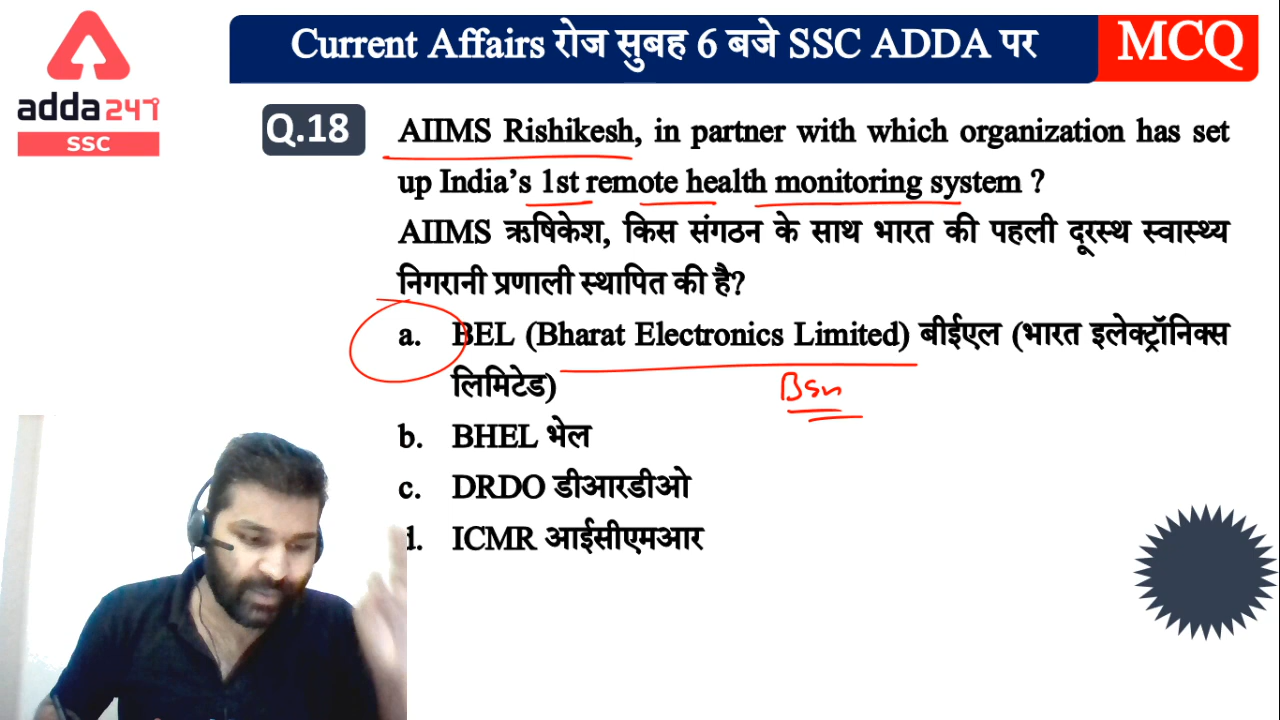 Current Affairs रोज सुबह 6 बजे SSC ADDA पर
MCQ
adda247
SSC
Q.18
AIIMS Rishikesh, in partner with which organization has set
up India's 1st remote health monitoring system ?
AIIMS ऋषिकेश, किस संगठन के साथ भारत की पहली दूरस्थ स्वास्थ्य
निगरानी प्रणाली स्थापित की है?
a. BEL (Bharat Electronics Limited) बीईएल (भारत इलेक्ट्रॉनिक्स
लिमिटेड)
b. BHEL भेल
c. DRDO डीआरडीओ
d. ICMR आईसीएमआर